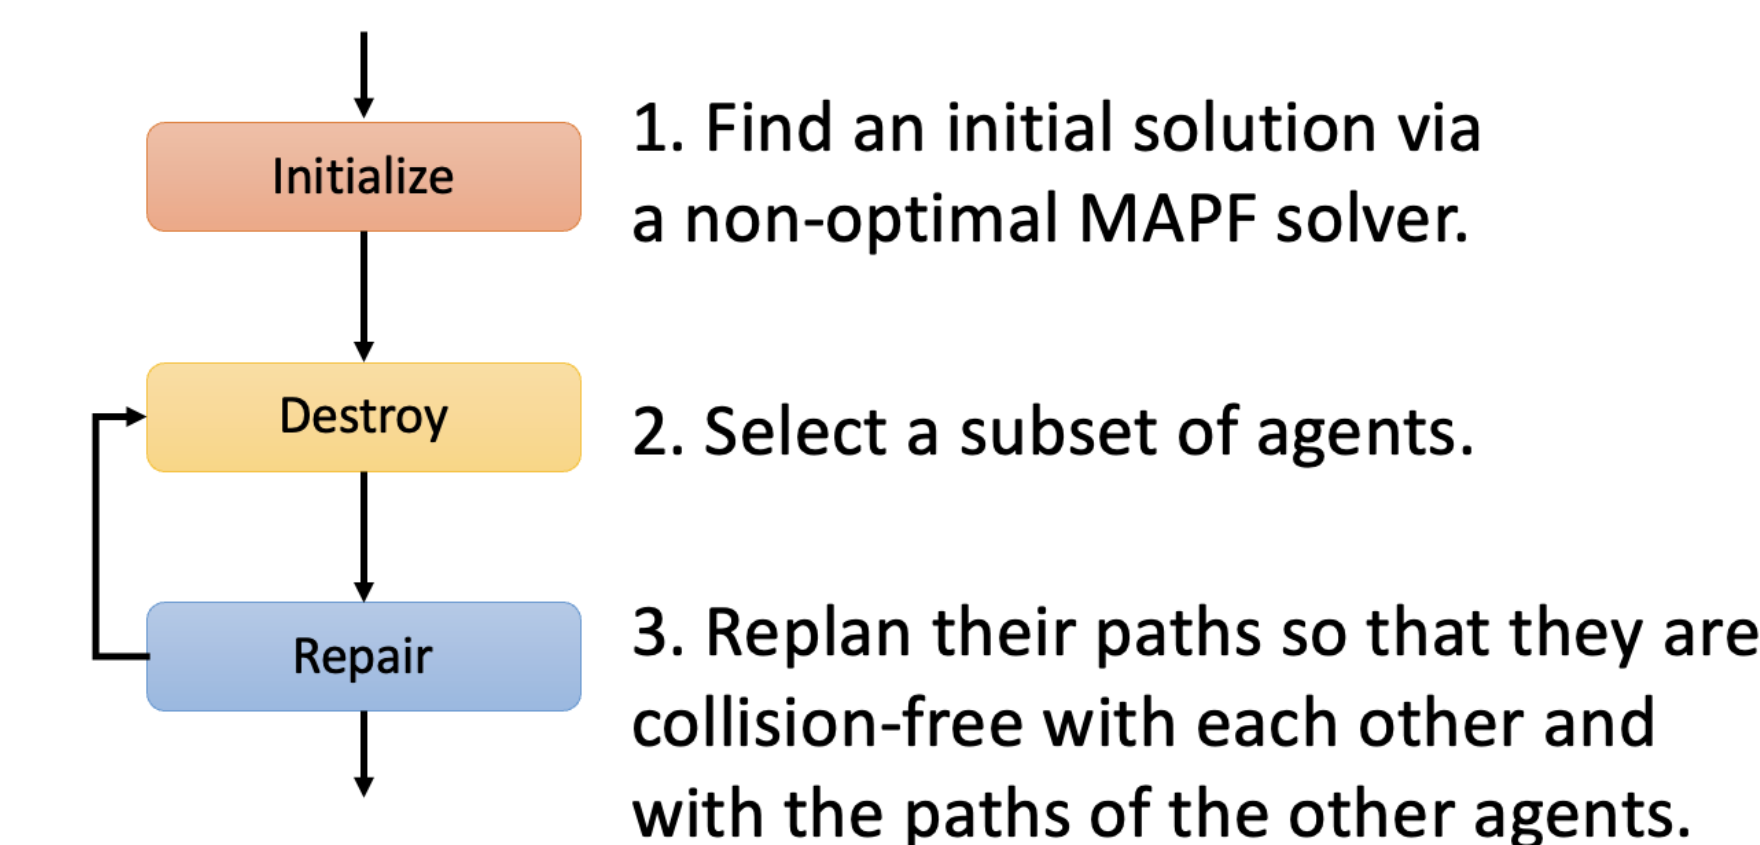 Initialize
1. Find an initial solution via
a non-optimal MAPF solver.
Destroy
2. Select a subset of agents.
Repair
3. Replan their paths so that they are
collision-free with each other and
with the paths of the other agents.